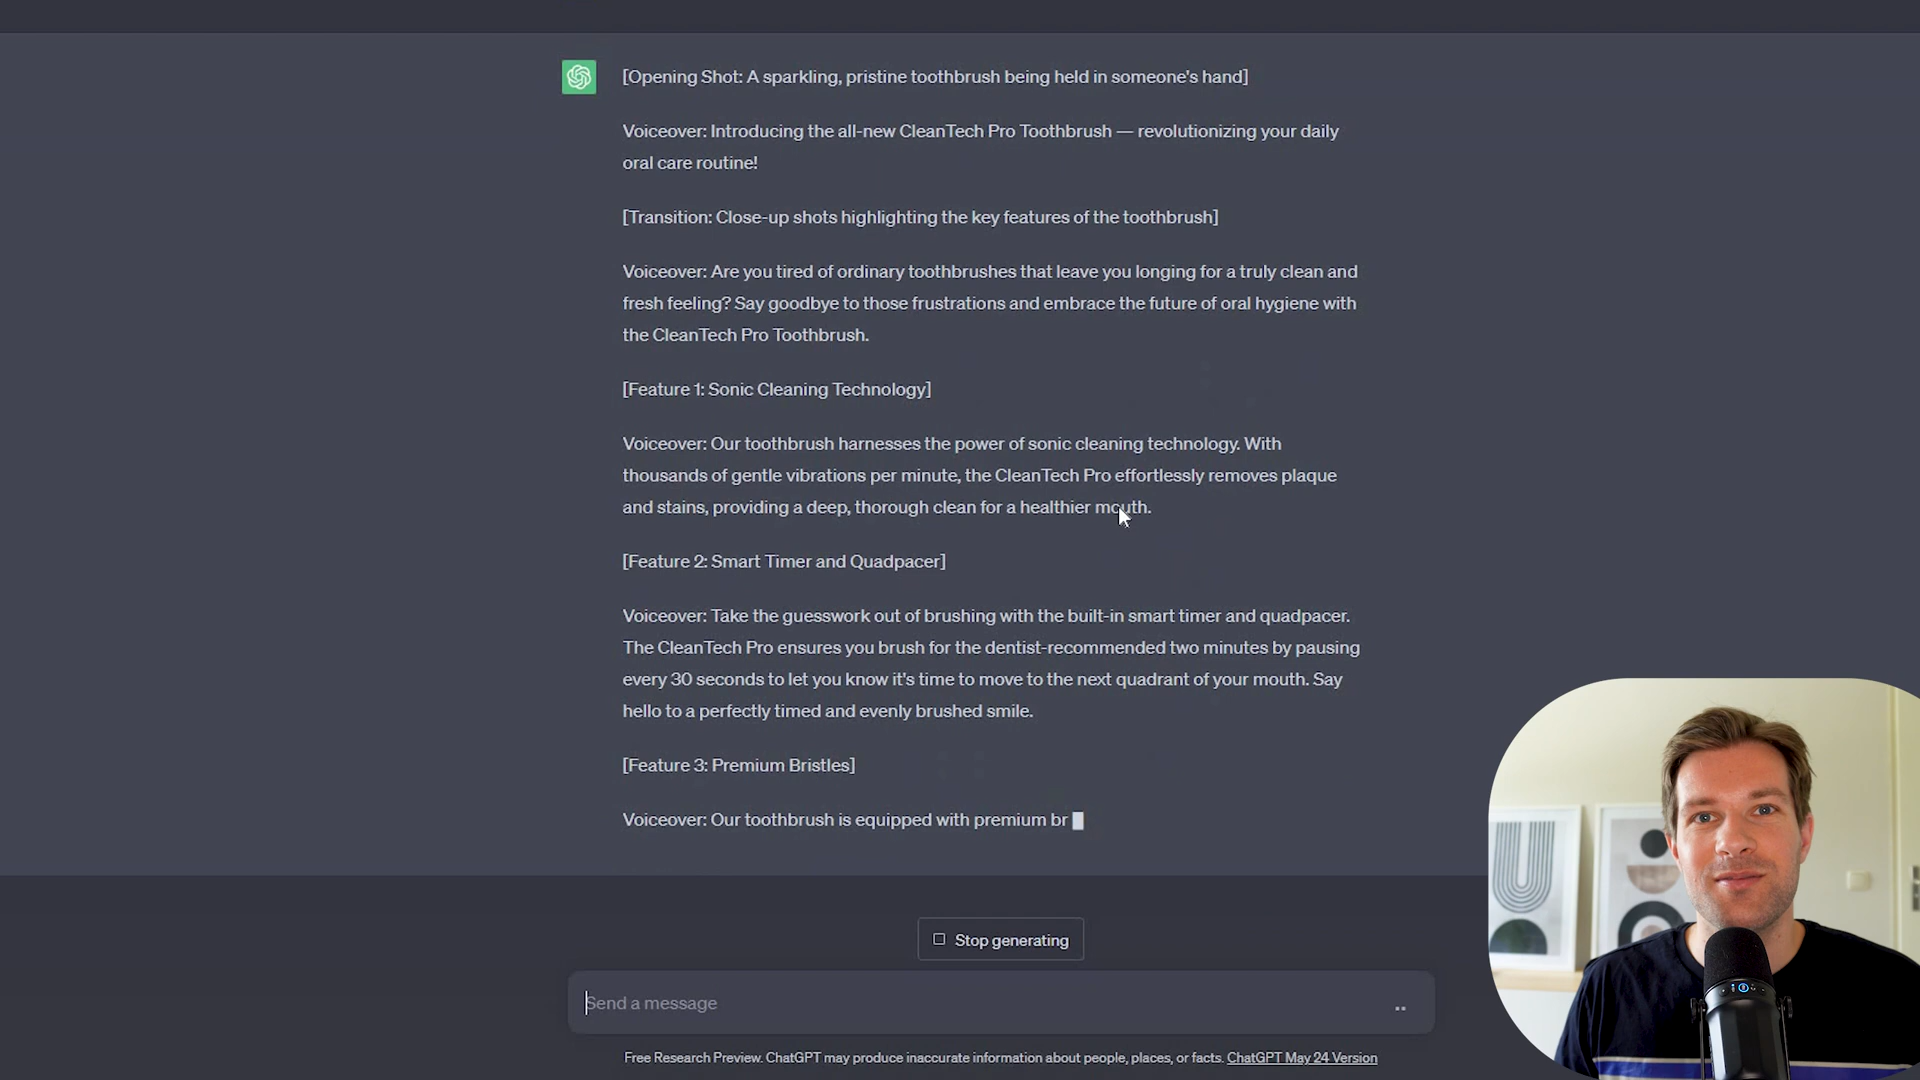 [Opening Shot: A sparkling, pristine toothbrush being held in someone's hand]
Voiceover: Introducing the all-new CleanTech Pro Toothbrush — revolutionizing your daily
oral care routine!
[Transition: Close-up shots highlighting the key features of the toothbrush]
Voiceover: Are you tired of ordinary toothbrushes that leave you longing for a truly clean and
fresh feeling? Say goodbye to those frustrations and embrace the future of oral hygiene with
the CleanTech Pro Toothbrush.
[Feature 1: Sonic Cleaning Technology]
Voiceover: Our toothbrush harnesses the power of sonic cleaning technology. With
thousands of gentle vibrations per minute, the CleanTech Pro effortlessly removes plaque
and stains, providing a deep, thorough clean for a healthier mouth.
[Feature 2: Smart Timer and Quadpacer]
Voiceover: Take the guesswork out of brushing with the built-in smart timer and quadpacer.
The CleanTech Pro ensures you brush for the dentist-recommended two minutes by pausing
every 30 seconds to let you know it's time to move to the next quadrant of your mouth. Say
hello to a perfectly timed and evenly brushed smile.
[Feature 3: Premium Bristles]
Voiceover: Our toothbrush is equipped with premium br
Stop generating
Send a message
Free Research Preview. ChatGPT may produce inaccurate information about people, places, or facts. ChatGPT May 24 Version